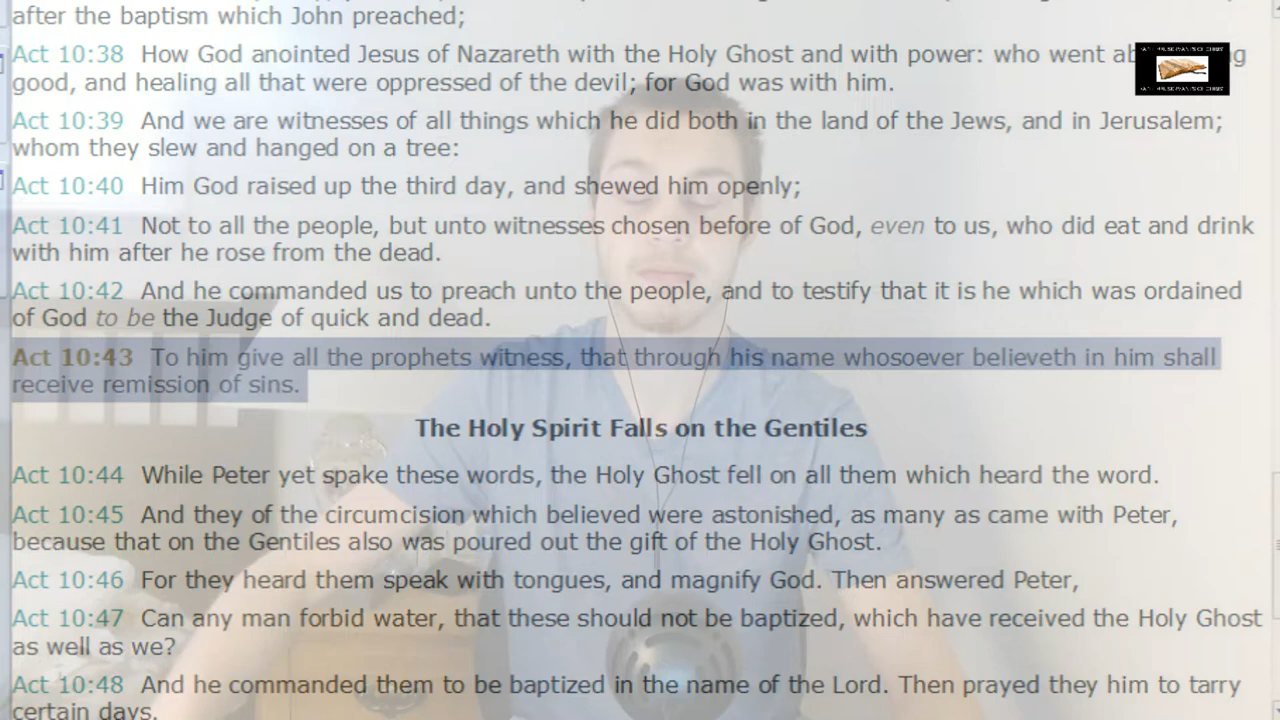 after the baptism which John preached;
Act 10:38 How God anointed Jesus of Nazareth with the Holy Ghost and with power: who went
good, and healing all that were oppressed of the devil; for God was with him.
Act 10:39 And we are witnesses of all things which he did both in the land of the Jews, and in Jerusalem;
whom they slew and hanged on a tree:
Act 10:40 Him God raised up the third day, and shewed him openly;
Act 10:41 Not to all the people, but unto witnesses chosen before of God, even to us, who did eat and drink
with him after he rose from the dead.
Act 10:42 And he commanded us to preach unto the people, and to testify that it is he which was ordained
of God to be the Judge of quick and dead.
Act 10:43 To him give all the prophets witness, that through his name whosoever believeth in him shall
receive remission of sins.
The Holy Spirit Falls on the Gentiles
Act 10:44 While Peter yet spake these words, the Holy Ghost fell on all them which heard the word.
Act 10:45 And they of the circumcision which believed were astonished, as many as came with Peter,
because that on the Gentiles also was poured out the gift of the Holy Ghost.
Act 10:46 For they heard them speak with tongues, and magnify God. Then answered Peter,
Act 10:47 Can any man forbid water, that these should not be baptized, which have received the Holy Ghost
as well as we?
Act 10:48 And he commanded them to be baptized in the name of the Lord. Then prayed they him to tarry
certain days.